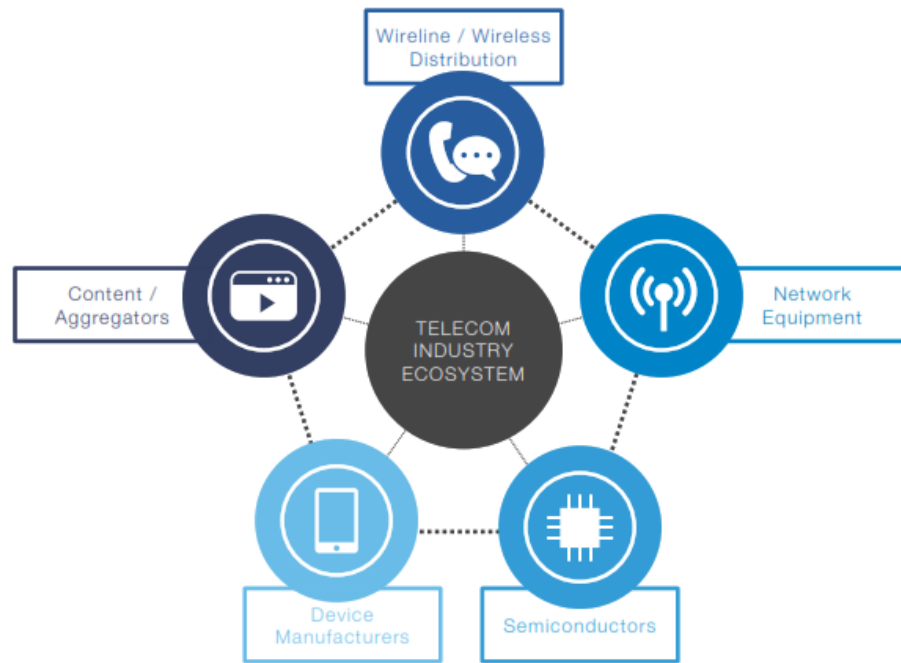 Wireline / Wireless
Distribution
Content /
Aggregators
TELECOM
INDUSTRY
ECOSYSTEM
Network
Equipment
Device
Manufacturers
Semiconductors